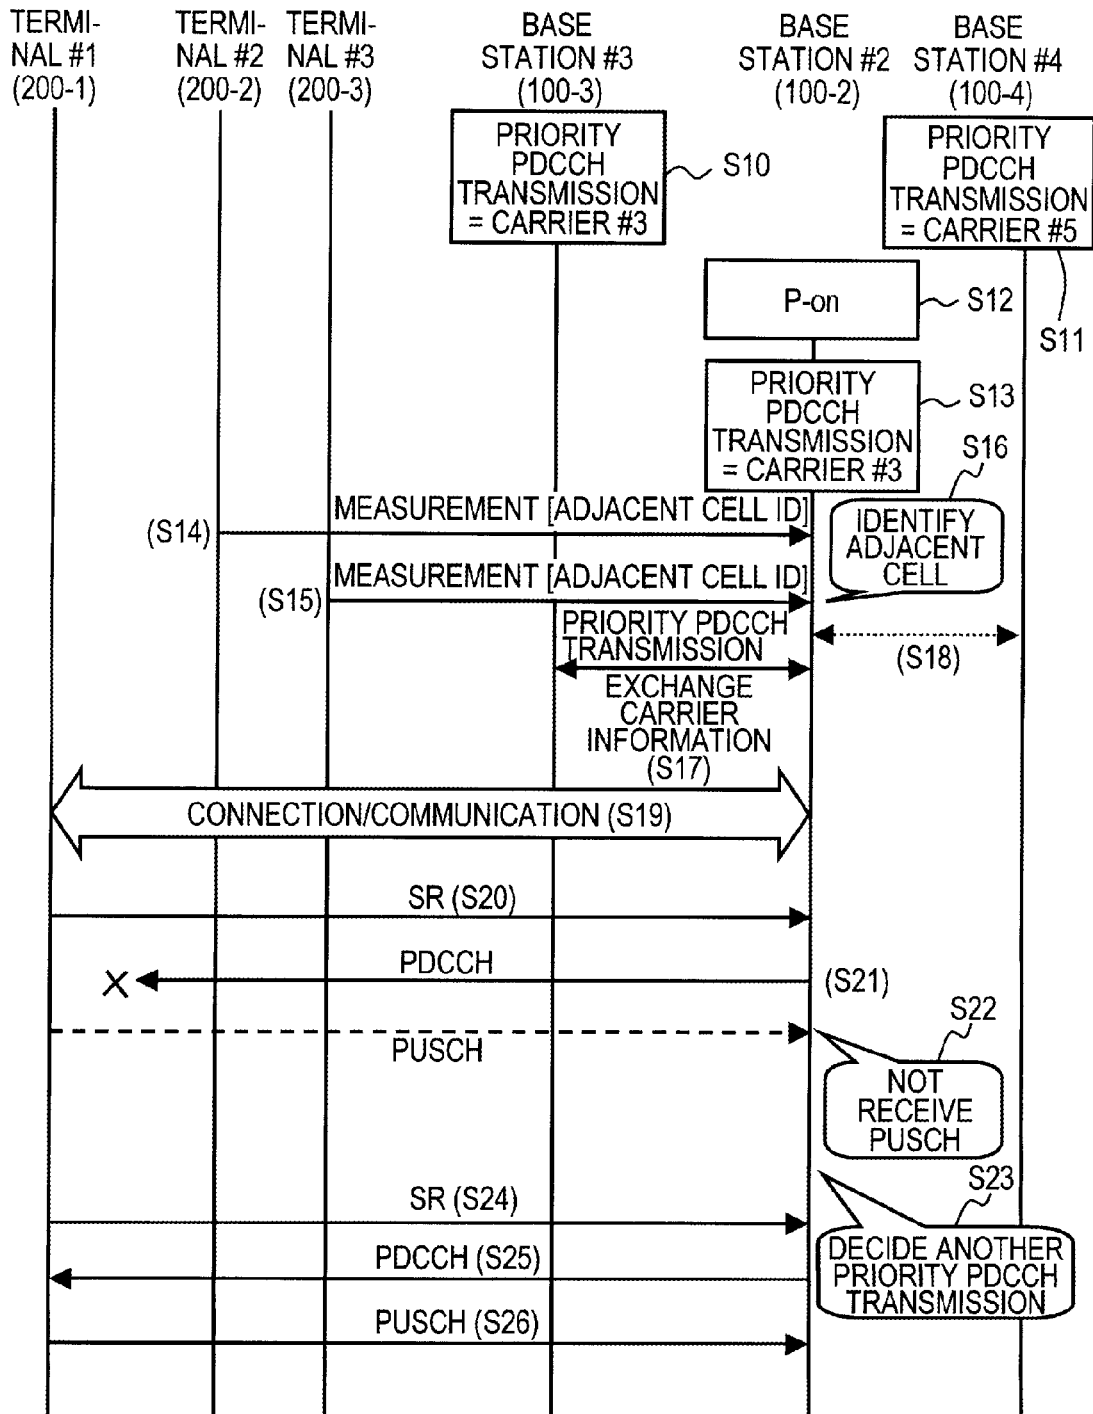 TERMI-
NAL #1
(200-1)
TERMI-
NAL #2
(200-2)
TERMI-
NAL #3
(200-3)
BASE
STATION #3
(100-3)
BASE
STATION #2
(100-2)
BASE
STATION #4
(100-4)
PRIORITY
PDCCH
TRANSMISSION
= CARRIER #3
S10
PRIORITY
PDCCH
TRANSMISSION
= CARRIER #5
S11
P-on
S12
PRIORITY
PDCCH
TRANSMISSION
= CARRIER #3
S13
S16
MEASUREMENT [ADJACENT CELL ID]
(S14)
IDENTIFY
ADJACENT
CELL
MEASUREMENT [ADJACENT CELL ID]
(S15)
PRIORITY PDCCH
TRANSMISSION
(S18)
EXCHANGE
CARRIER
INFORMATION
(S17)
CONNECTION/COMMUNICATION (S19)
SR (S20)
PDCCH
(S21)
X
PUSCH
S22
NOT
RECEIVE
PUSCH
S23
SR (S24)
DECIDE ANOTHER
PRIORITY PDCCH
TRANSMISSION
PDCCH (S25)
PUSCH (S26)